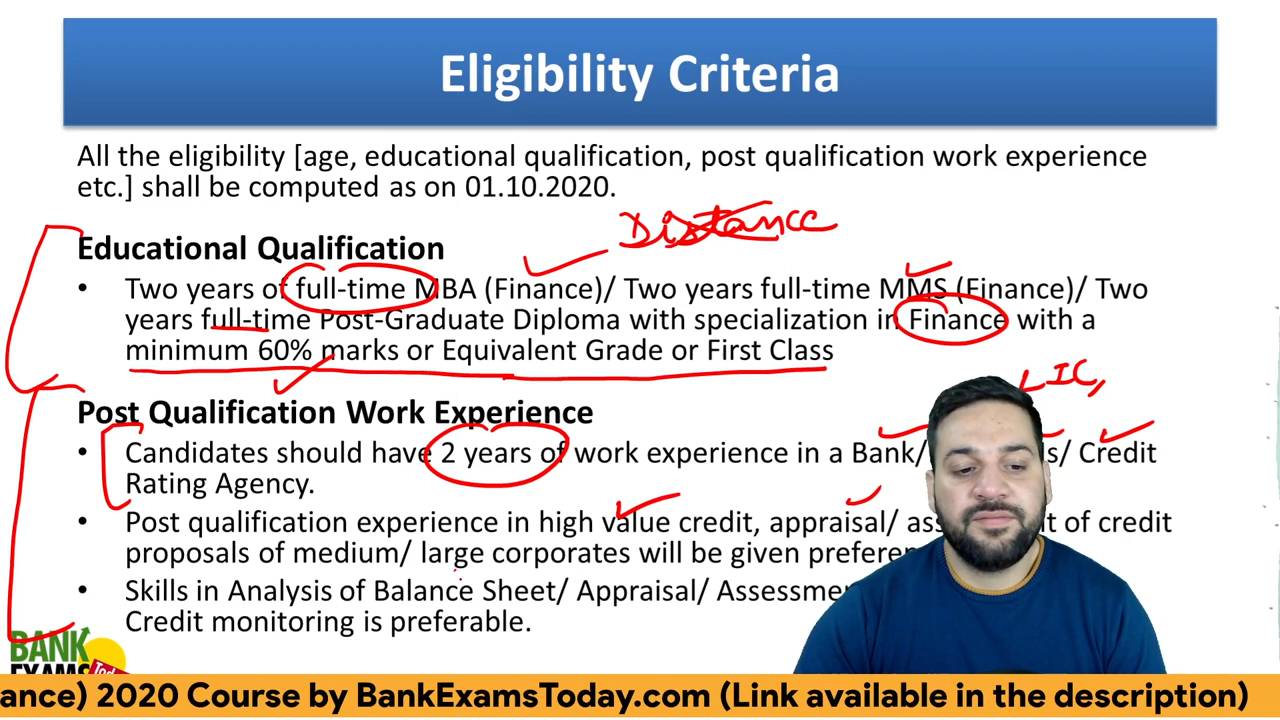 Eligibility Criteria
All the eligibility [age, educational qualification, post qualification work experience
etc.] shall be computed as on 01.10.2020.
Distance
Educational Qualification
• Two years of full-time MBA (Finance)/ Two years full-time MMS (Finance)/ Two
years full-time Post-Graduate Diploma with specialization in Finance with a
minimum 60% marks or Equivalent Grade or First Class
IC,
Post Qualification Work Experience
• Candidates should have 2 years of work experience in a Bank/ s/ Credit
Rating Agency.
• Post qualification experience in high value credit, appraisal/ of credit
proposals of medium/ large corporates will be given
• Skills in Analysis of Balance Sheet/ Appraisal/
Credit monitoring is preferable.
BANK
EXAMS
Today
ance) 2020 Course by BankExamsToday.com (Link available in the description)